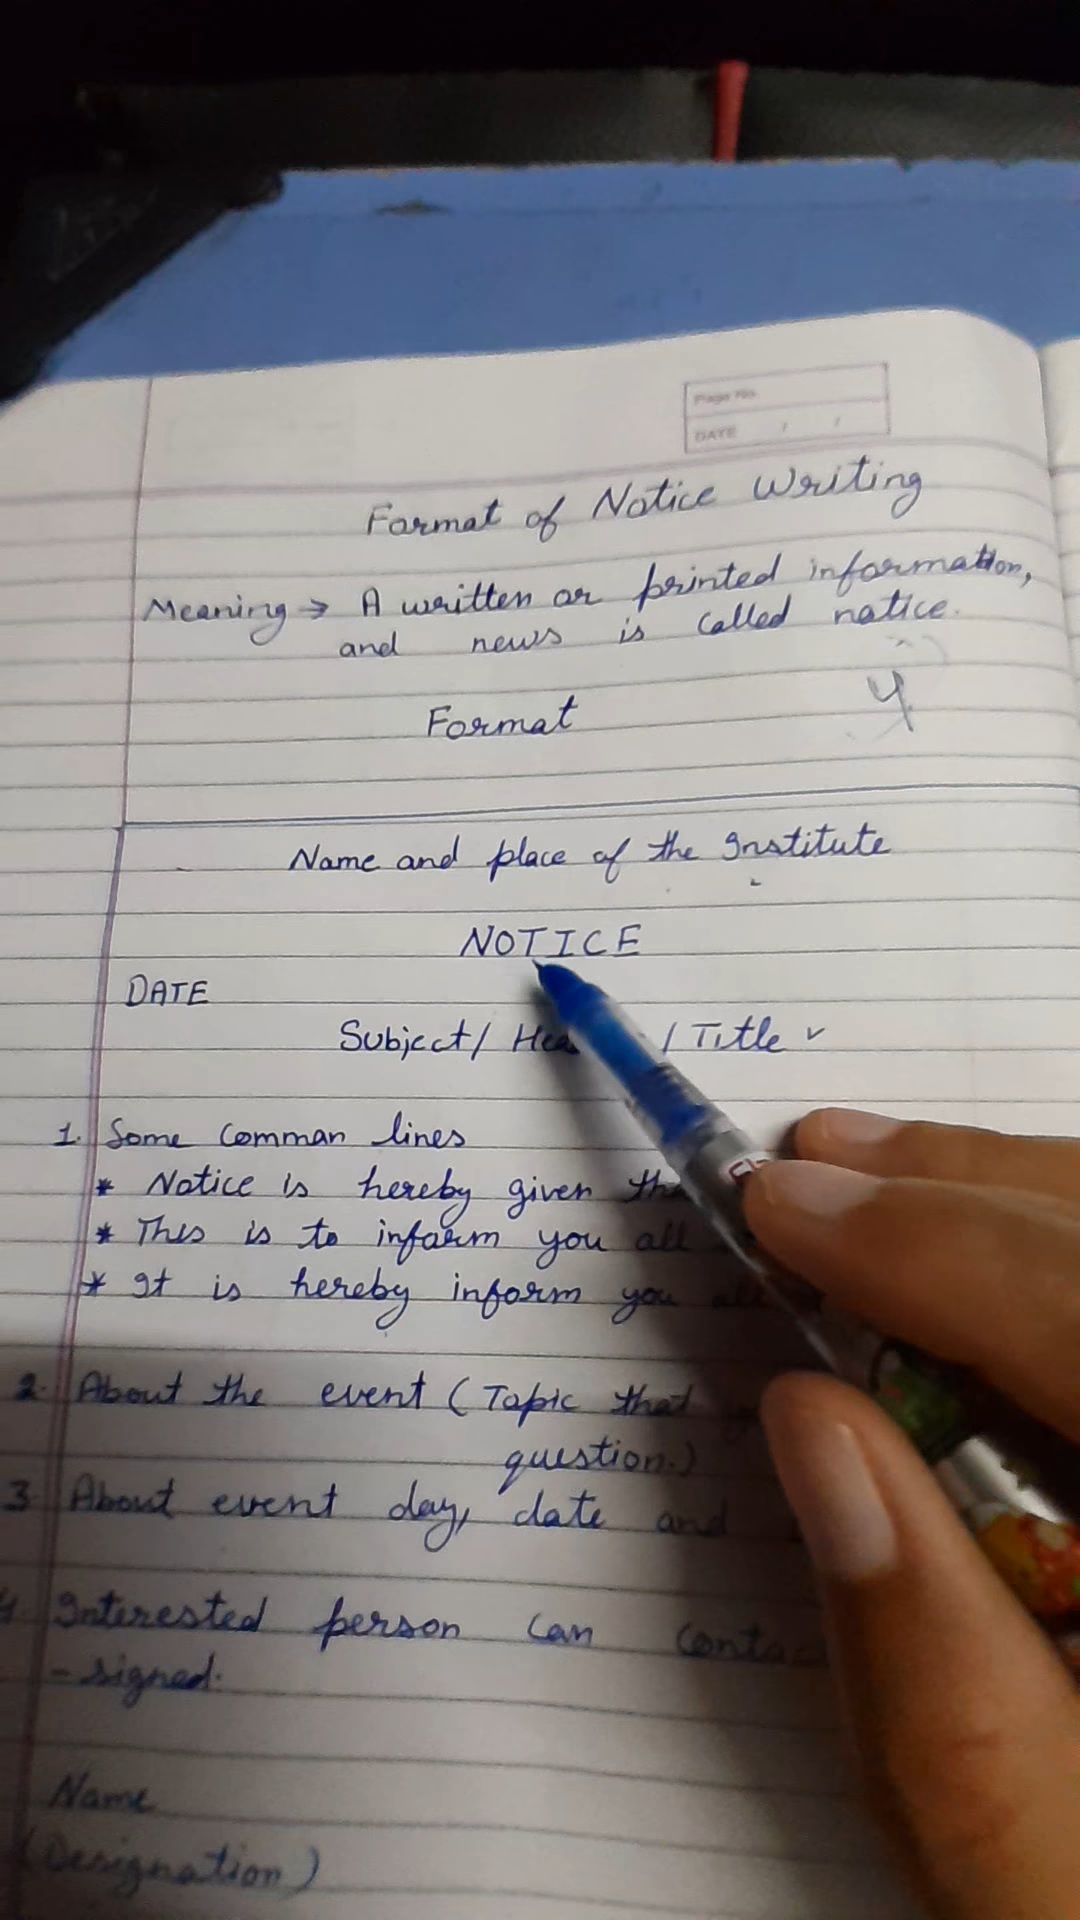 Page No.
DATE / /
Format of Notice Writing
Meaning → A written or printed information,
and news is called notice.
Format
Name and place of the Institute
NOTICE
DATE
Subject/ / Title ✓
1. Some Comman lines
* Notice is hereby given
* This is to inform you all
* It is hereby inform you
2. About the event (Topic that
question.)
3 About event day, date and
4. Interested person can
- signed.
Name
(Designation)